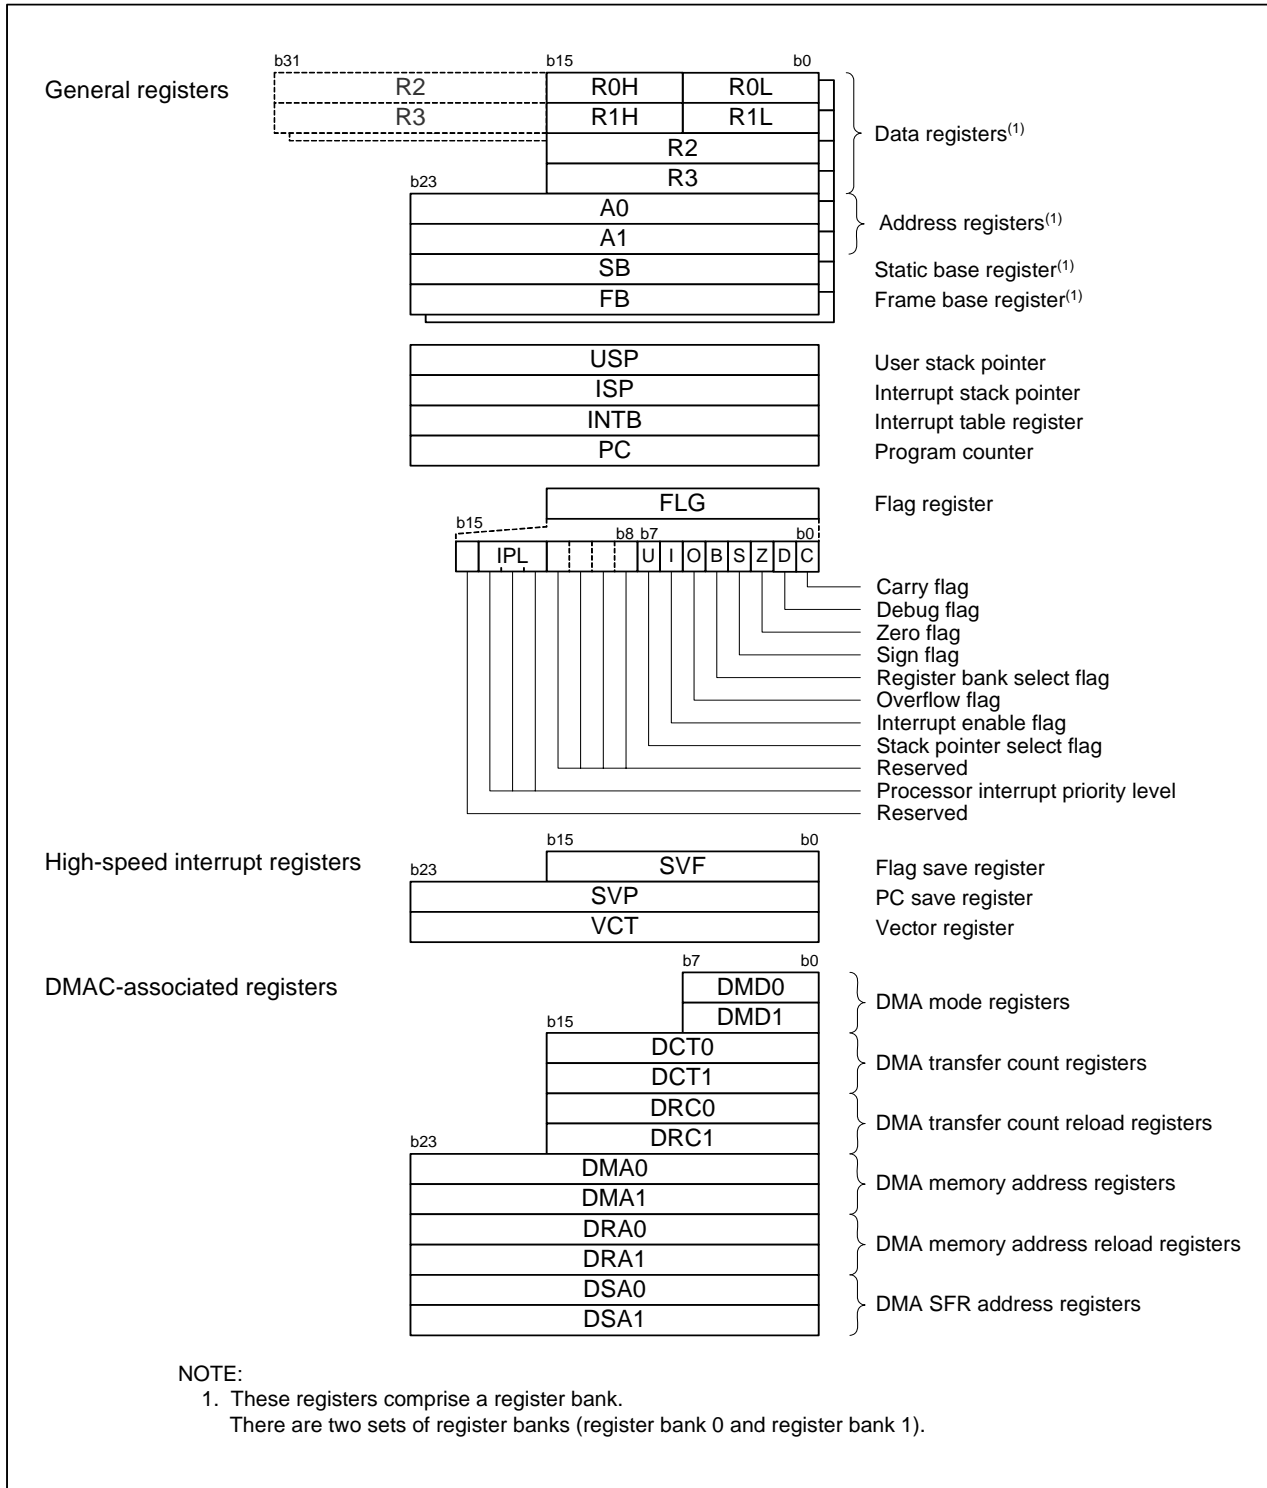 b31 b15 b0
General registers R2 R0H R0L
R3 R1H R1L
R2 Data registers(1)
b23 R3
A0 Address registers(1)
A1
SB Static base register(1)
FB Frame base register(1)
USP User stack pointer
ISP Interrupt stack pointer
INTB Interrupt table register
PC Program counter
FLG Flag register
b15 b8 b7 b0
IPL U I O B S Z D C
Carry flag
Debug flag
Zero flag
Sign flag
Register bank select flag
Overflow flag
Interrupt enable flag
Stack pointer select flag
Reserved
Processor interrupt priority level
Reserved
b15 b0
High-speed interrupt registers b23 SVF Flag save register
SVP PC save register
VCT Vector register
b7 b0
DMAC-associated registers DMD0 DMA mode registers
b15 DMD1
DCT0 DMA transfer count registers
DCT1
DRC0 DMA transfer count reload registers
b23 DRC1
DMA0 DMA memory address registers
DMA1
DRA0 DMA memory address reload registers
DRA1
DSA0 DMA SFR address registers
DSA1
NOTE:
1. These registers comprise a register bank.
There are two sets of register banks (register bank 0 and register bank 1).